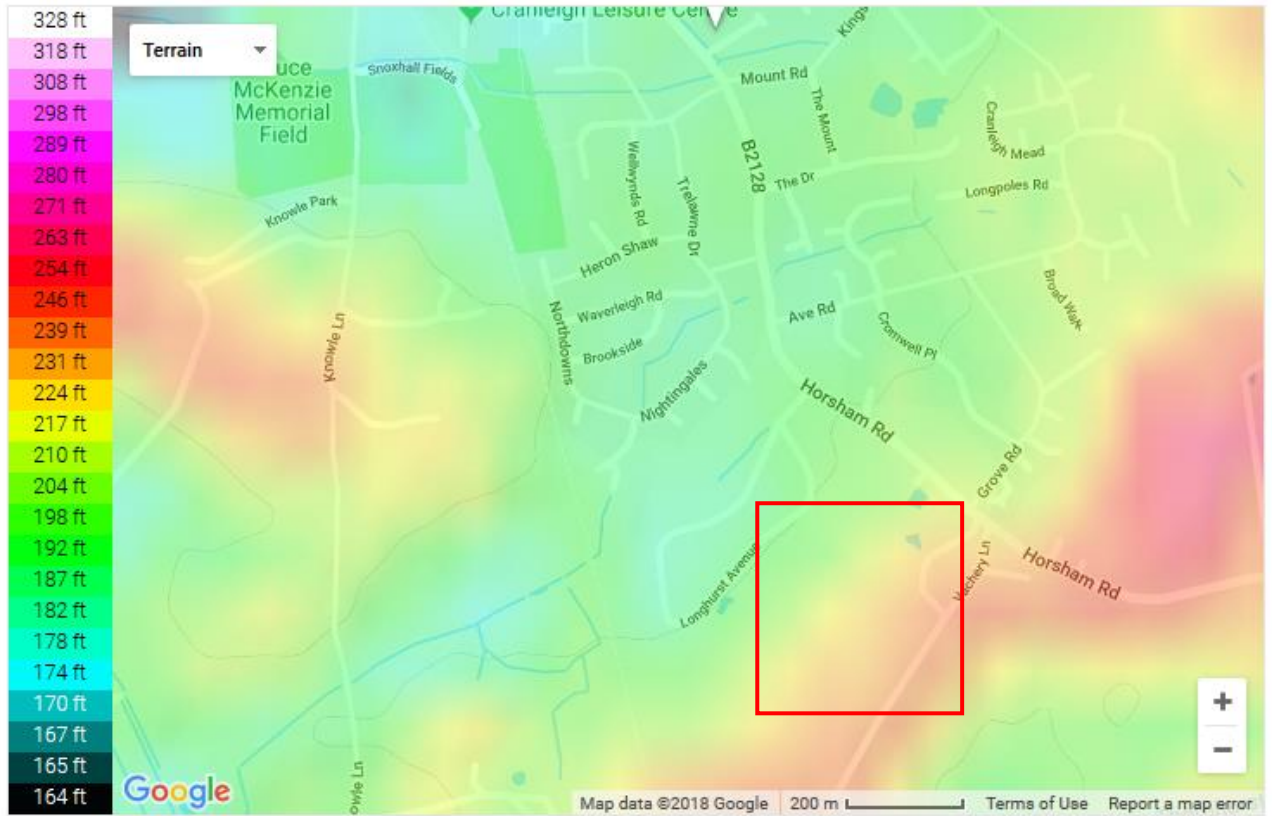 328 ft
318 ft
308 ft
298 ft
289 ft
280 ft
271 ft
263 ft
254 ft
246 ft
239 ft
231 ft
224 ft
217 ft
210 ft
204 ft
198 ft
192 ft
187 ft
182 ft
178 ft
174 ft
170 ft
167 ft
165 ft
164 ft
Terrain
Cranleigh Leisure Centre
Kings
uce
McKenzie
Memorial
Field
Snoxhall Fields
Mount Rd
The Mount
Cranleigh Mead
B2128
The Dr
Longpoles Rd
Wellwynds Rd
Trelawne Dr
Knowle Park
Heron Shaw
Waverleigh Rd
Ave Rd
Broad Walk
Knowle Ln
Northdowns
Brookside
Cromwell Pl
Nightingales
Horsham Rd
Grove Rd
Longhurst Avenue
Vachery Ln
Horsham Rd
owle Ln
+
−
Google
Map data ©2018 Google
200 m
Terms of Use
Report a map error